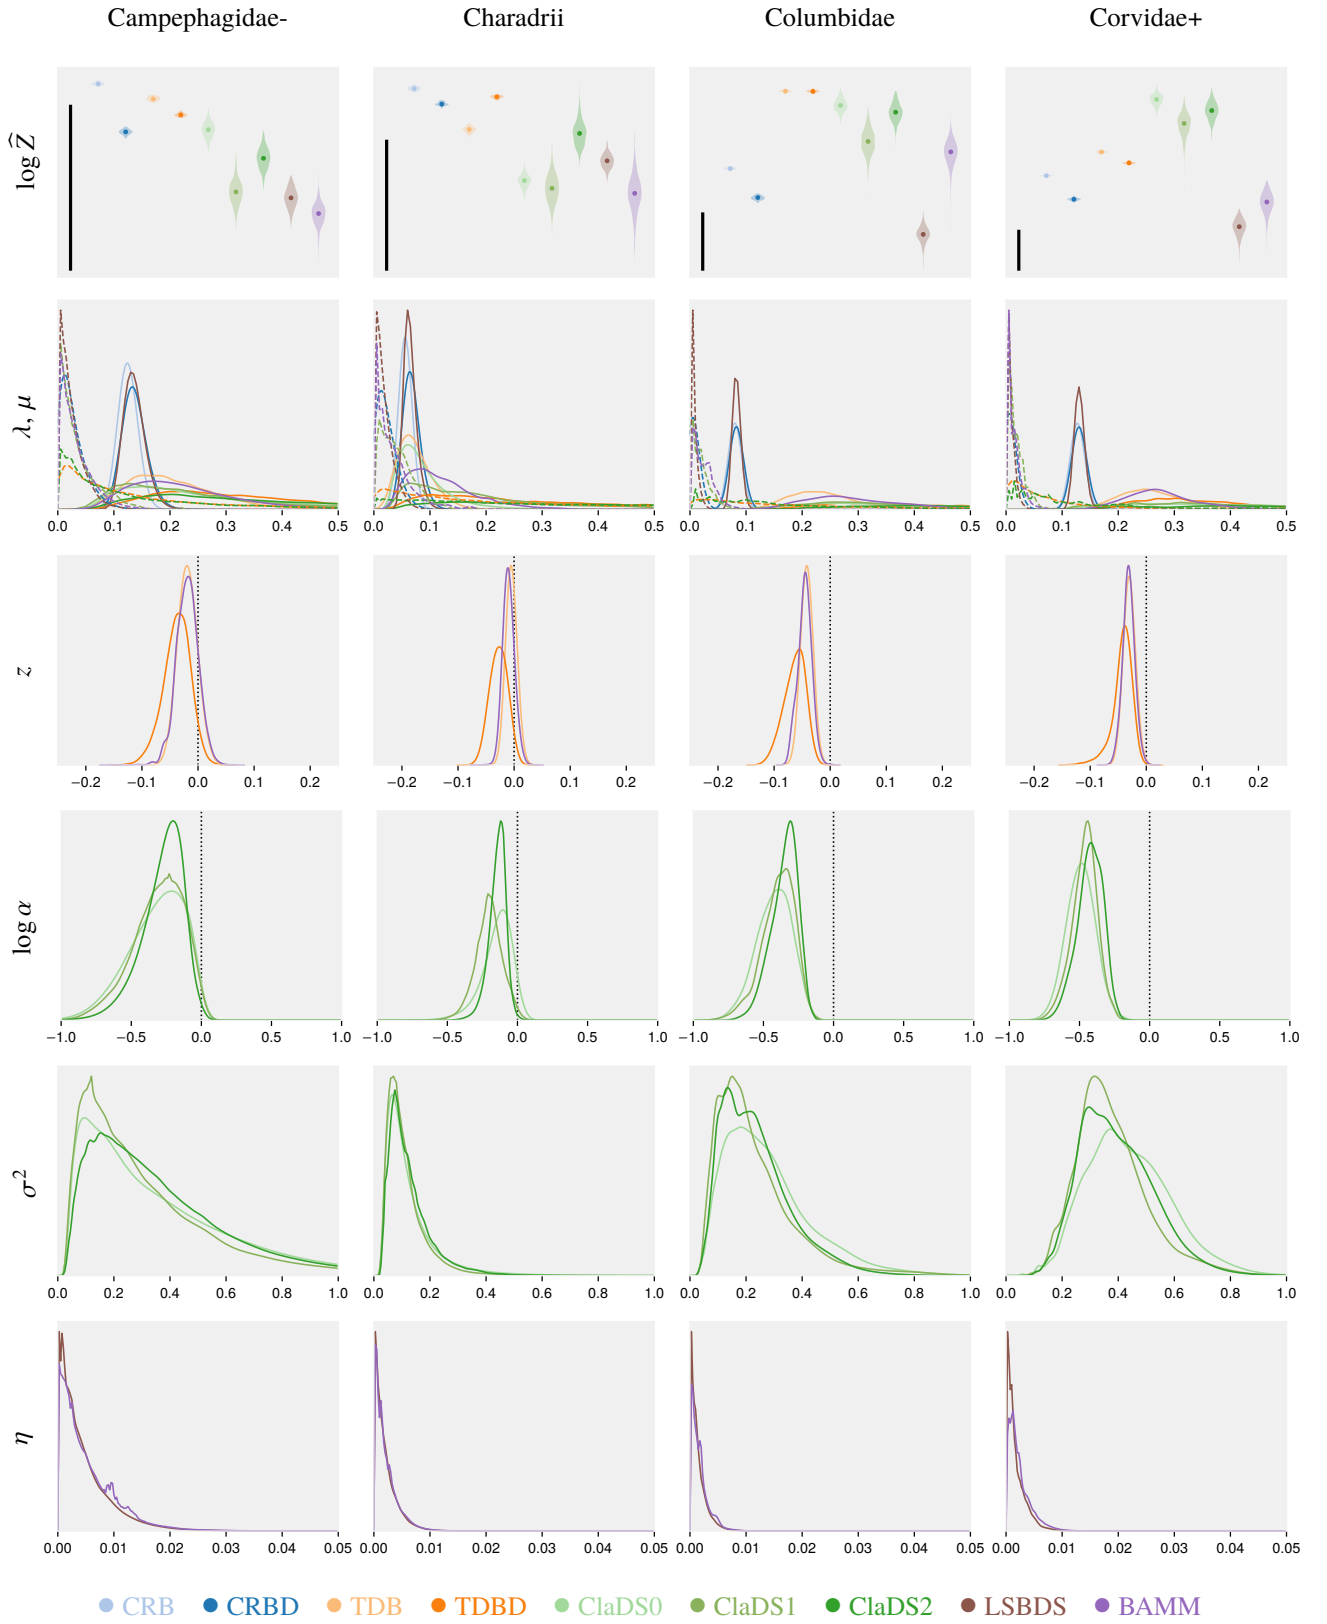 Campephagidae- Charadrii Columbidae Corvidae+
log Ẑ
λ, μ
0.0 0.1 0.2 0.3 0.4 0.5 0.0 0.1 0.2 0.3 0.4 0.5 0.0 0.1 0.2 0.3 0.4 0.5 0.0 0.1 0.2 0.3 0.4 0.5
z
−0.2 −0.1 0.0 0.1 0.2 −0.2 −0.1 0.0 0.1 0.2 −0.2 −0.1 0.0 0.1 0.2 −0.2 −0.1 0.0 0.1 0.2
log α
−1.0 −0.5 0.0 0.5 1.0 −1.0 −0.5 0.0 0.5 1.0 −1.0 −0.5 0.0 0.5 1.0 −1.0 −0.5 0.0 0.5 1.0
σ²
0.0 0.2 0.4 0.6 0.8 1.0 0.0 0.2 0.4 0.6 0.8 1.0 0.0 0.2 0.4 0.6 0.8 1.0 0.0 0.2 0.4 0.6 0.8 1.0
η
0.00 0.01 0.02 0.03 0.04 0.05 0.00 0.01 0.02 0.03 0.04 0.05 0.00 0.01 0.02 0.03 0.04 0.05 0.00 0.01 0.02 0.03 0.04 0.05
CRB CRBD TDB TDBD ClaDS0 ClaDS1 ClaDS2 LSBDS BAMM